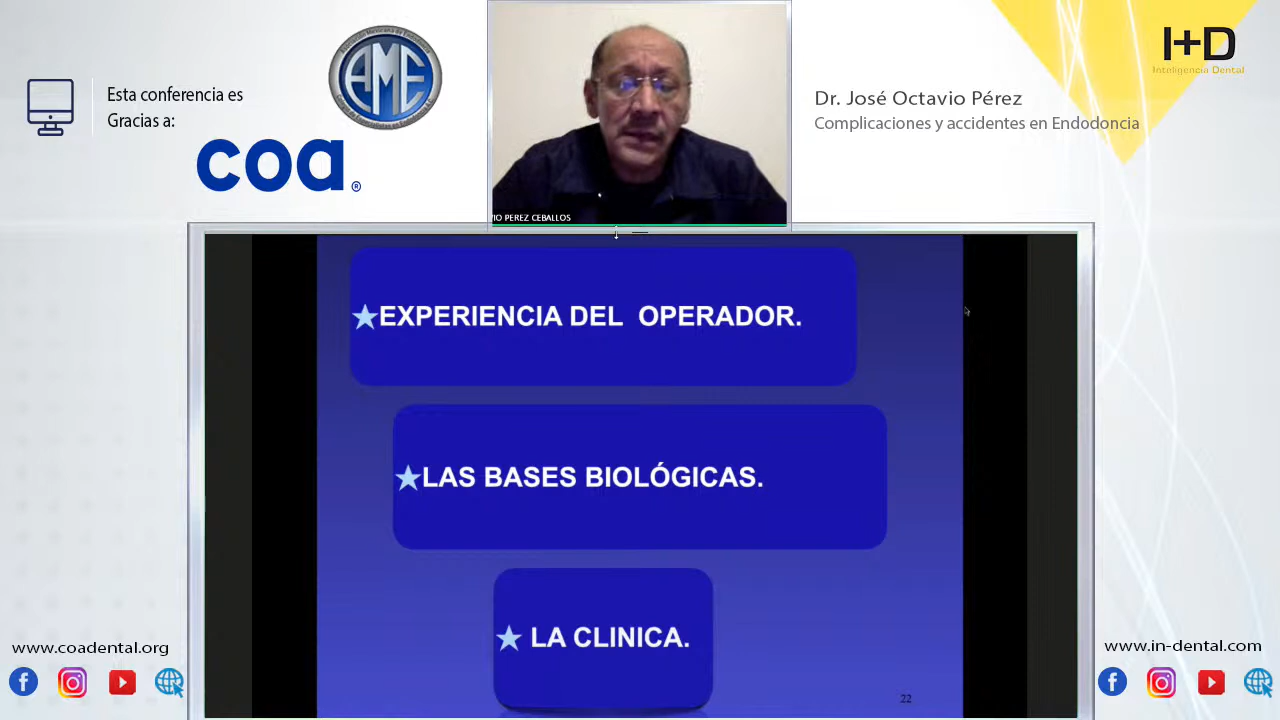 Esta conferencia es
Gracias a:
coa®
AME
I+D
Inteligencia Dental
Dr. José Octavio Pérez
Complicaciones y accidentes en Endodoncia
IO PEREZ CEBALLOS
★EXPERIENCIA DEL OPERADOR.
★LAS BASES BIOLÓGICAS.
★ LA CLINICA.
22
www.coadental.org
www.in-dental.com